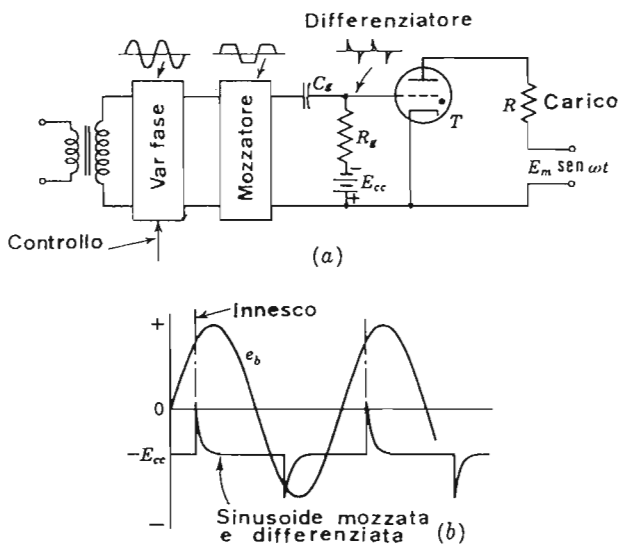 Differenziatore
C_g
Var fase
Mozzatore
R_g
E_cc
T
R
Carico
E_m sen ωt
Controllo
(a)
Innesco
+
e_b
0
-E_cc
−
Sinusoide mozzata
e differenziata
(b)